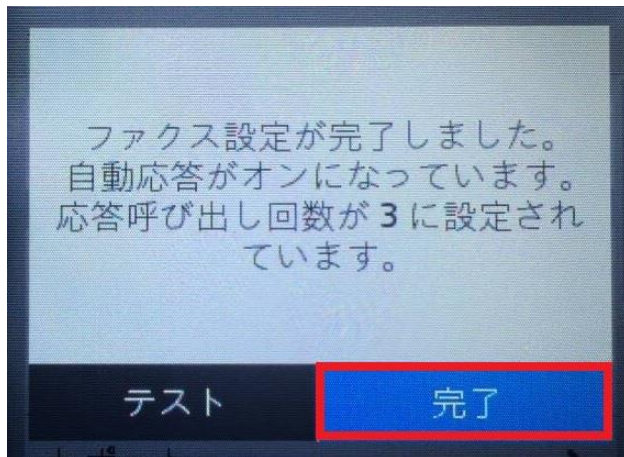 ファクス設定が完了しました。
自動応答がオンになっています。
応答呼び出し回数が 3 に設定され
ています。
テスト
完了